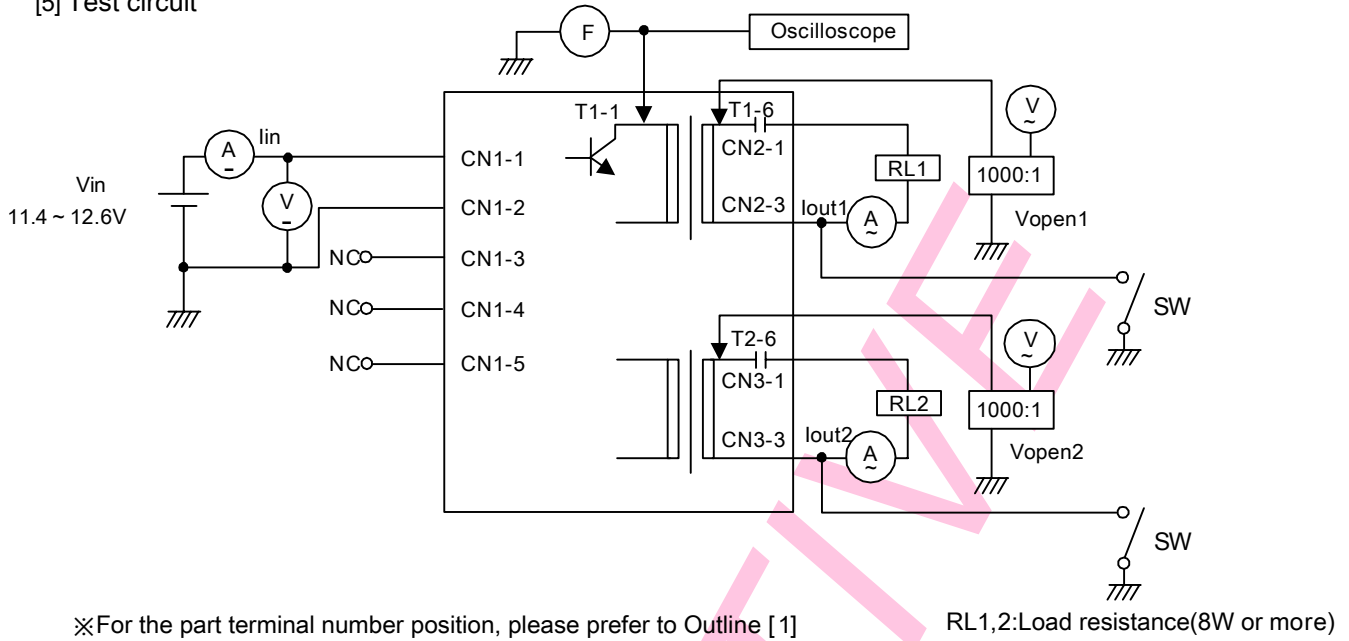 [5] Test circuit
F
Oscilloscope
T1-1
T1-6
V
~
A
-
Iin
CN1-1
CN2-1
RL1
1000:1
Vin
11.4 ~ 12.6V
V
-
CN1-2
CN2-3
Iout1
A
~
Vopen1
NC
CN1-3
SW
NC
CN1-4
T2-6
V
~
NC
CN1-5
CN3-1
RL2
1000:1
CN3-3
Iout2
A
~
Vopen2
SW
※For the part terminal number position, please prefer to Outline [1]
RL1,2:Load resistance(8W or more)
TIVE